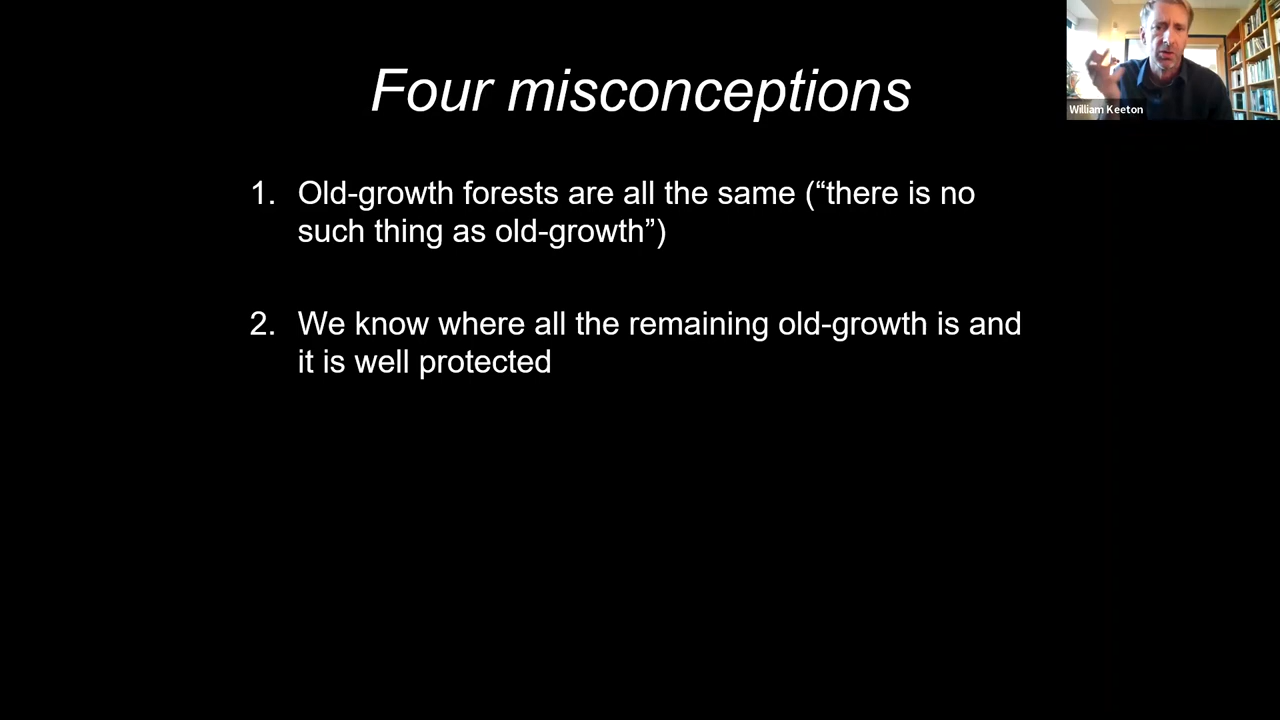 Four misconceptions
William Keeton
1. Old-growth forests are all the same (“there is no
such thing as old-growth”)
2. We know where all the remaining old-growth is and
it is well protected